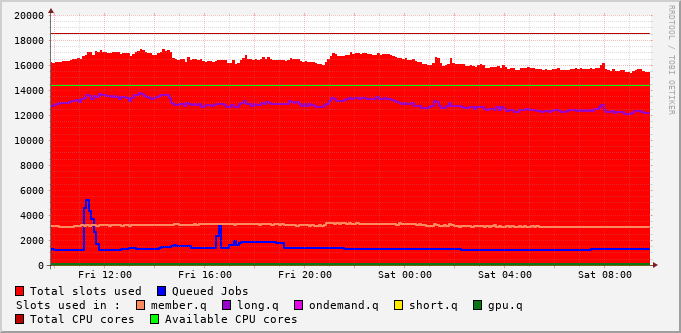 20000
18000
16000
14000
12000
10000
8000
6000
4000
2000
0
Fri 12:00 Fri 16:00 Fri 20:00 Sat 00:00 Sat 04:00 Sat 08:00
RRDTOOL / TOBI OETIKER
Total slots used Queued Jobs
Slots used in : member.q long.q ondemand.q short.q gpu.q
Total CPU cores Available CPU cores